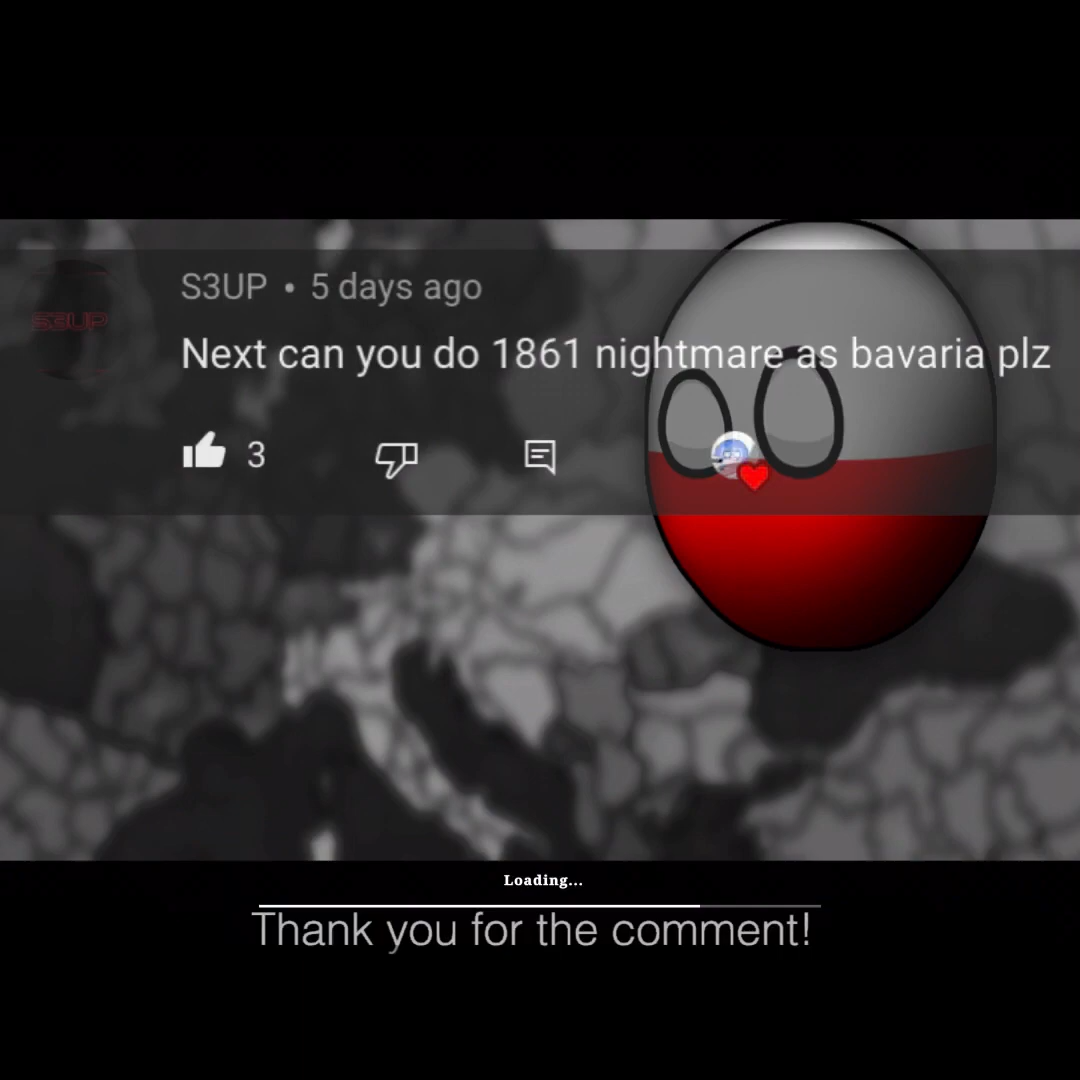 S3UP • 5 days ago
S3UP
Next can you do 1861 nightmare as bavaria plz
3
Loading...
Thank you for the comment!